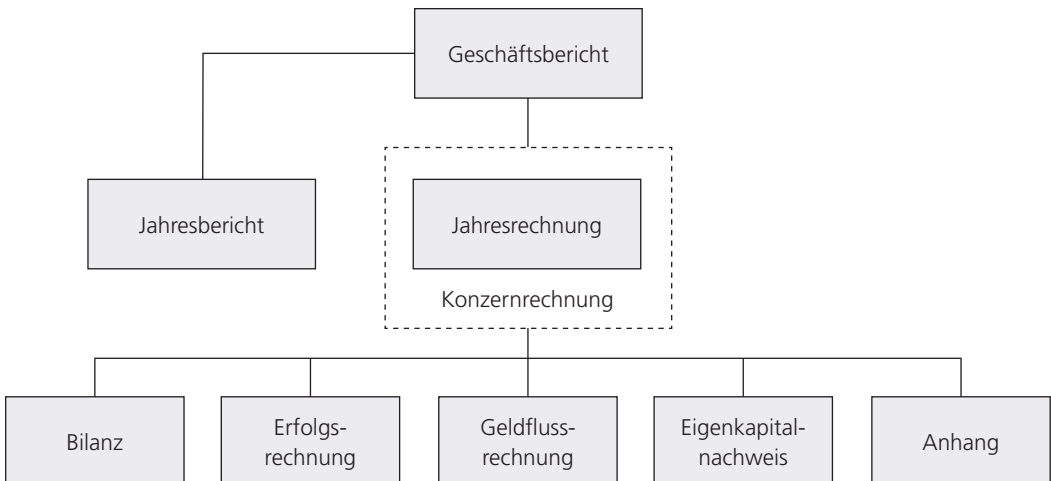 Geschäftsbericht
Jahresbericht
Jahresrechnung
Konzernrechnung
Bilanz
Erfolgs-
rechnung
Geldfluss-
rechnung
Eigenkapital-
nachweis
Anhang